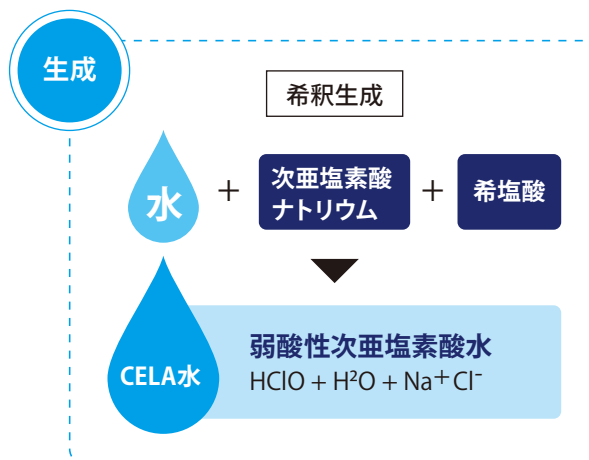 生成
希釈生成
水 + 次亜塩素酸ナトリウム + 希塩酸
CELA水
弱酸性次亜塩素酸水
HClO + H²O + Na⁺Cl⁻